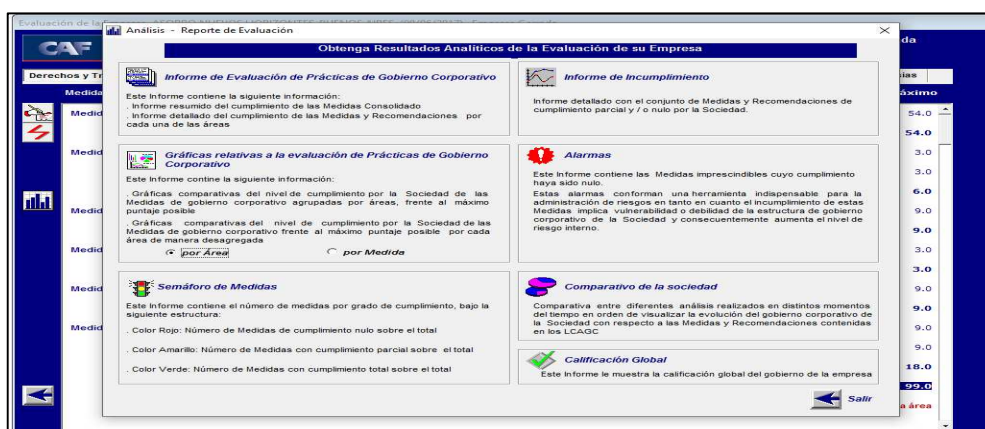 Análisis - Reporte de Evaluación
Obtenga Resultados Analíticos de la Evaluación de su Empresa
CAF
Informe de Evaluación de Prácticas de Gobierno Corporativo
Este Informe contiene la siguiente información:
. Informe resumido del cumplimiento de las Medidas Consolidado
. Informe detallado del cumplimiento de las Medidas y Recomendaciones por
cada una de las áreas
Informe de Incumplimiento
Informe detallado con el conjunto de Medidas y Recomendaciones de
cumplimiento parcial y / o nulo por la Sociedad.
Gráficas relativas a la evaluación de Prácticas de Gobierno
Corporativo
Este Informe contine la siguiente información:
. Gráficas comparativas del nivel de cumplimiento por la Sociedad de las
Medidas de gobierno corporativo agrupadas por áreas, frente al máximo
puntaje posible
. Gráficas comparativas del nivel de cumplimiento por la Sociedad de las
Medidas de gobierno corporativo frente al máximo puntaje posible por cada
área de manera desagregada
por Área
por Medida
Alarmas
Este Informe contiene las Medidas imprescindibles cuyo cumplimiento
haya sido nulo.
Estas alarmas conforman una herramienta indispensable para la
administración de riesgos en tanto en cuanto el incumplimiento de estas
Medidas implica vulnerabilidad o debilidad de la estructura de gobierno
corporativo de la Sociedad y consecuentemente aumenta el nivel de
riesgo interno.
Semáforo de Medidas
Este Informe contiene el número de medidas por grado de cumplimiento, bajo la
siguiente estructura:
. Color Rojo: Número de Medidas de cumplimiento nulo sobre el total
. Color Amarillo: Número de Medidas con cumplimiento parcial sobre el total
. Color Verde: Número de Medidas con cumplimiento total sobre el total
Comparativo de la sociedad
Comparativa entre diferentes análisis realizados en distintos momentos
del tiempo en orden de visualizar la evolución del gobierno corporativo de
la Sociedad con respecto a las Medidas y Recomendaciones contenidas
en los LCAGC
Calificación Global
Este Informe le muestra la calificación global del gobierno de la empresa
Salir
Derechos y Tr
Medida
Medid
Medid
Medid
Medid
Medid
Medid
da
ias
áximo
54.0
54.0
3.0
3.0
6.0
9.0
9.0
3.0
3.0
9.0
9.0
9.0
18.0
99.0
a área